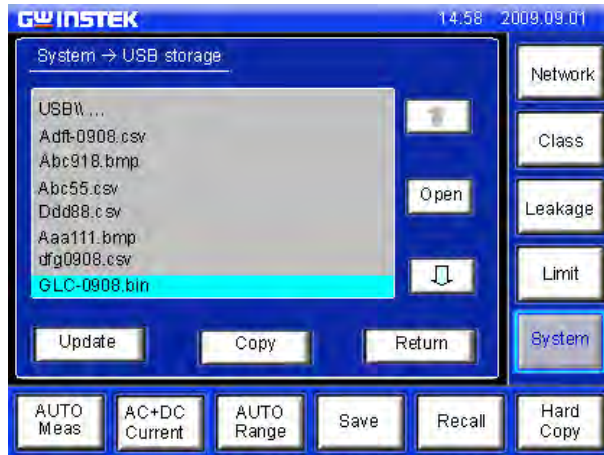 GWINSTEK 14:58 2009.09.01
System → USB storage
USB\\ ...
Adft-0908.csv
Abc918.bmp
Abc55.csv
Ddd88.csv
Aaa111.bmp
dfg0908.csv
GLC-0908.bin
Open
Update
Copy
Return
Network
Class
Leakage
Limit
System
AUTO
Meas
AC+DC
Current
AUTO
Range
Save
Recall
Hard
Copy